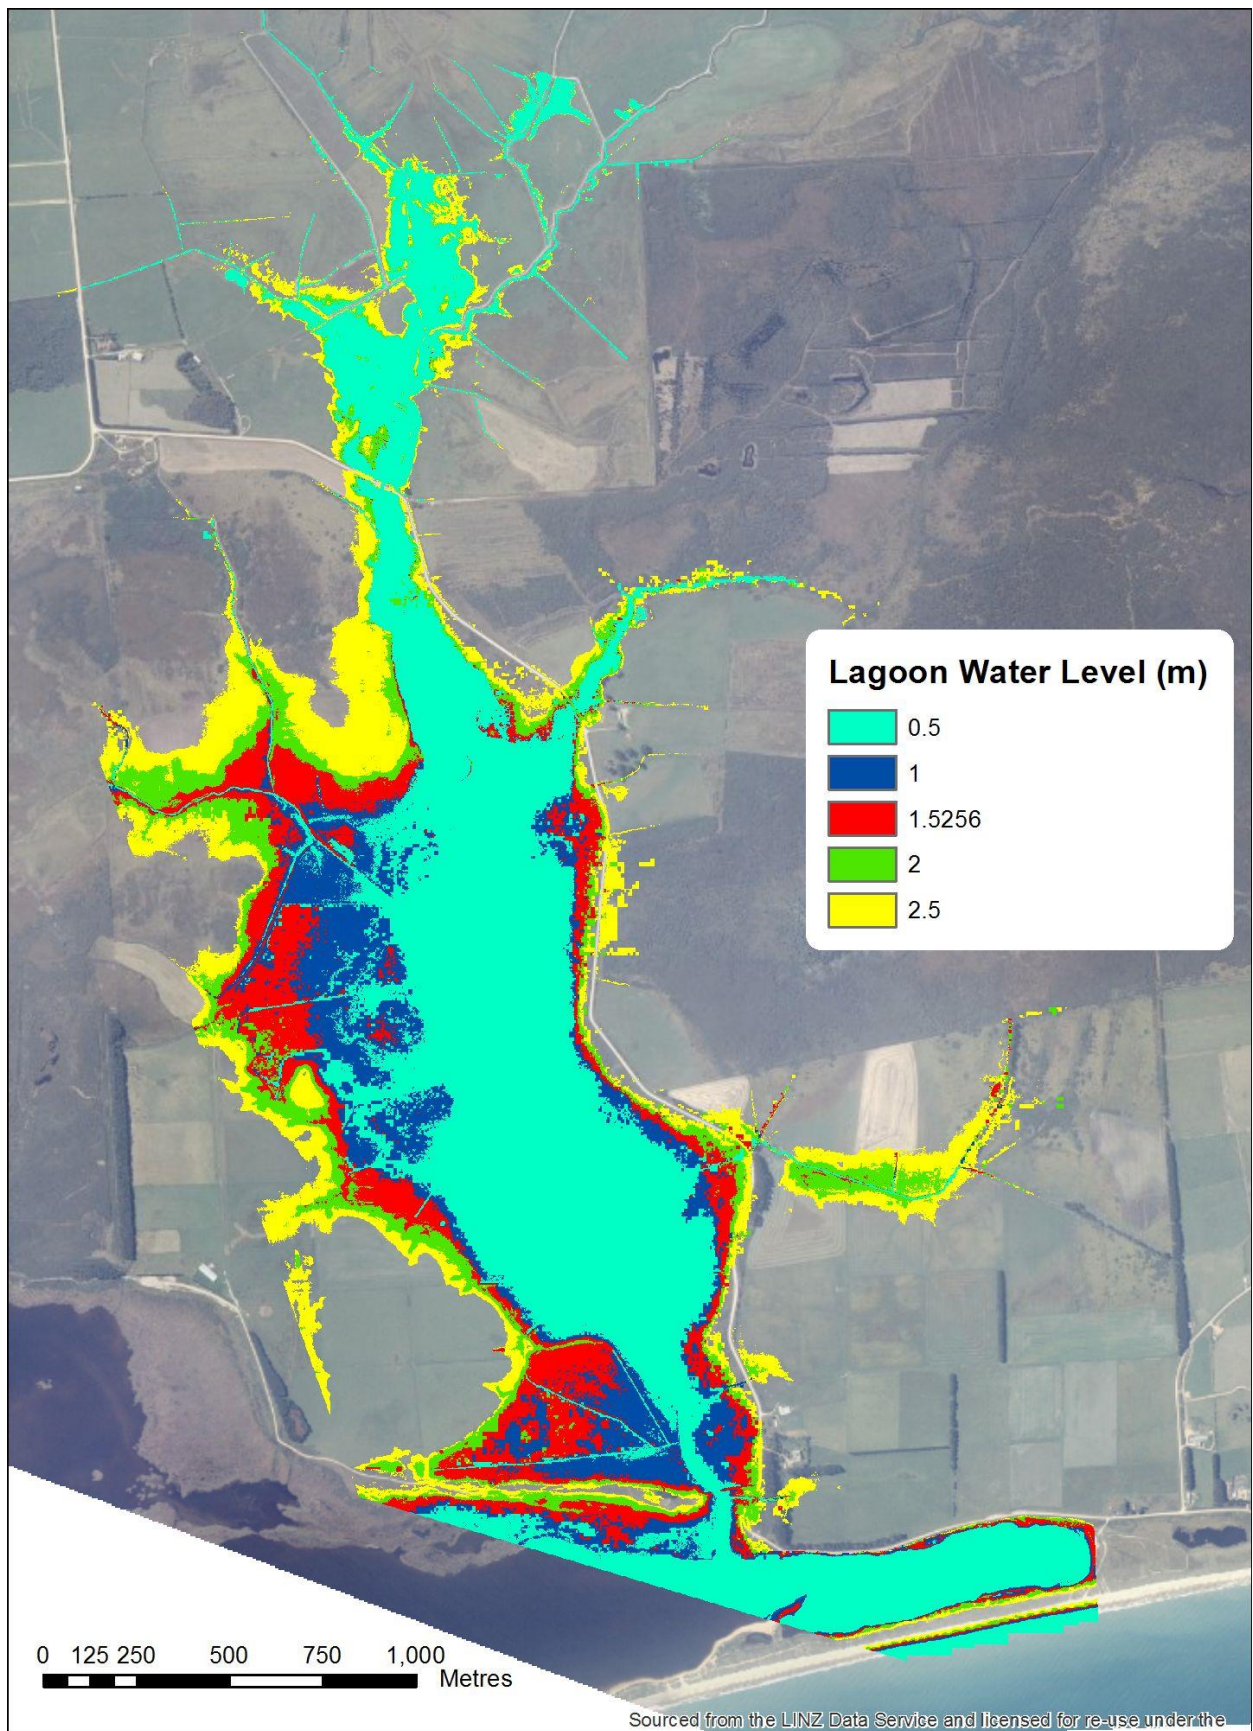 Lagoon Water Level (m)
0.5
1
1.5256
2
2.5
0 125 250 500 750 1,000
Metres
Sourced from the LINZ Data Service and licensed for re-use under the